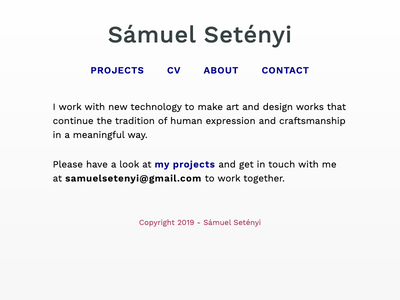 Sámuel Setényi
PROJECTS CV ABOUT CONTACT
I work with new technology to make art and design works that
continue the tradition of human expression and craftsmanship
in a meaningful way.
Please have a look at my projects and get in touch with me
at samuelsetenyi@gmail.com to work together.
Copyright 2019 - Sámuel Setényi